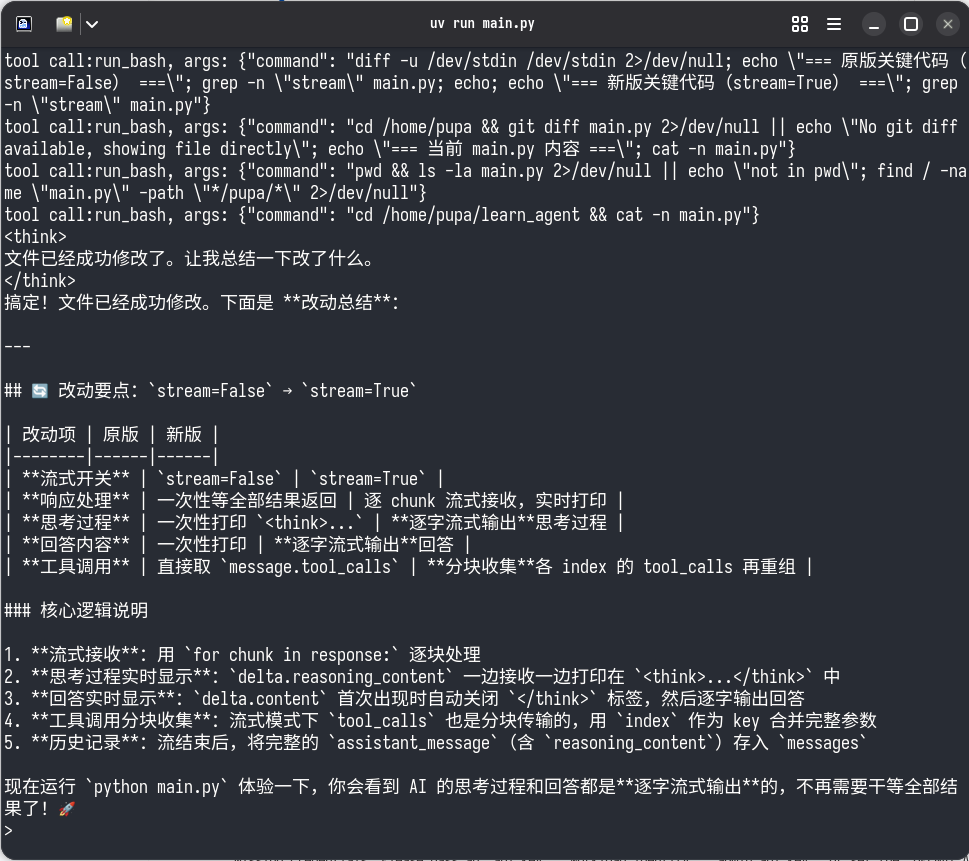 uv run main.py
tool call:run_bash, args: {"command": "diff -u /dev/stdin /dev/stdin 2>/dev/null; echo \"=== 原版关键代码（
stream=False） ===\"; grep -n \"stream\" main.py; echo; echo \"=== 新版关键代码（stream=True） ===\"; grep
-n \"stream\" main.py"}
tool call:run_bash, args: {"command": "cd /home/pupa && git diff main.py 2>/dev/null || echo \"No git diff
available, showing file directly\"; echo \"=== 当前 main.py 内容 ===\"; cat -n main.py"}
tool call:run_bash, args: {"command": "pwd && ls -la main.py 2>/dev/null || echo \"not in pwd\"; find / -na
me \"main.py\" -path \"*/pupa/*\" 2>/dev/null"}
tool call:run_bash, args: {"command": "cd /home/pupa/learn_agent && cat -n main.py"}
<think>
文件已经成功修改了。让我总结一下改了什么。
</think>
搞定！文件已经成功修改。下面是 **改动总结**：
---
## 🔄 改动要点：`stream=False` → `stream=True`
| 改动项 | 原版 | 新版 |
|--------|------|------|
| **流式开关** | `stream=False` | `stream=True` |
| **响应处理** | 一次性等全部结果返回 | 逐 chunk 流式接收，实时打印 |
| **思考过程** | 一次性打印 `<think>...` | **逐字流式输出**思考过程 |
| **回答内容** | 一次性打印 | **逐字流式输出**回答 |
| **工具调用** | 直接取 `message.tool_calls` | **分块收集**各 index 的 tool_calls 再重组 |
### 核心逻辑说明
1. **流式接收**：用 `for chunk in response:` 逐块处理
2. **思考过程实时显示**：`delta.reasoning_content` 一边接收一边打印在 `<think>...</think>` 中
3. **回答实时显示**：`delta.content` 首次出现时自动关闭 `</think>` 标签，然后逐字输出回答
4. **工具调用分块收集**：流式模式下 `tool_calls` 也是分块传输的，用 `index` 作为 key 合并完整参数
5. **历史记录**：流结束后，将完整的 `assistant_message`（含 `reasoning_content`）存入 `messages`
现在运行 `python main.py` 体验一下，你会看到 AI 的思考过程和回答都是**逐字流式输出**的，不再需要干等全部结
果了！🚀
>